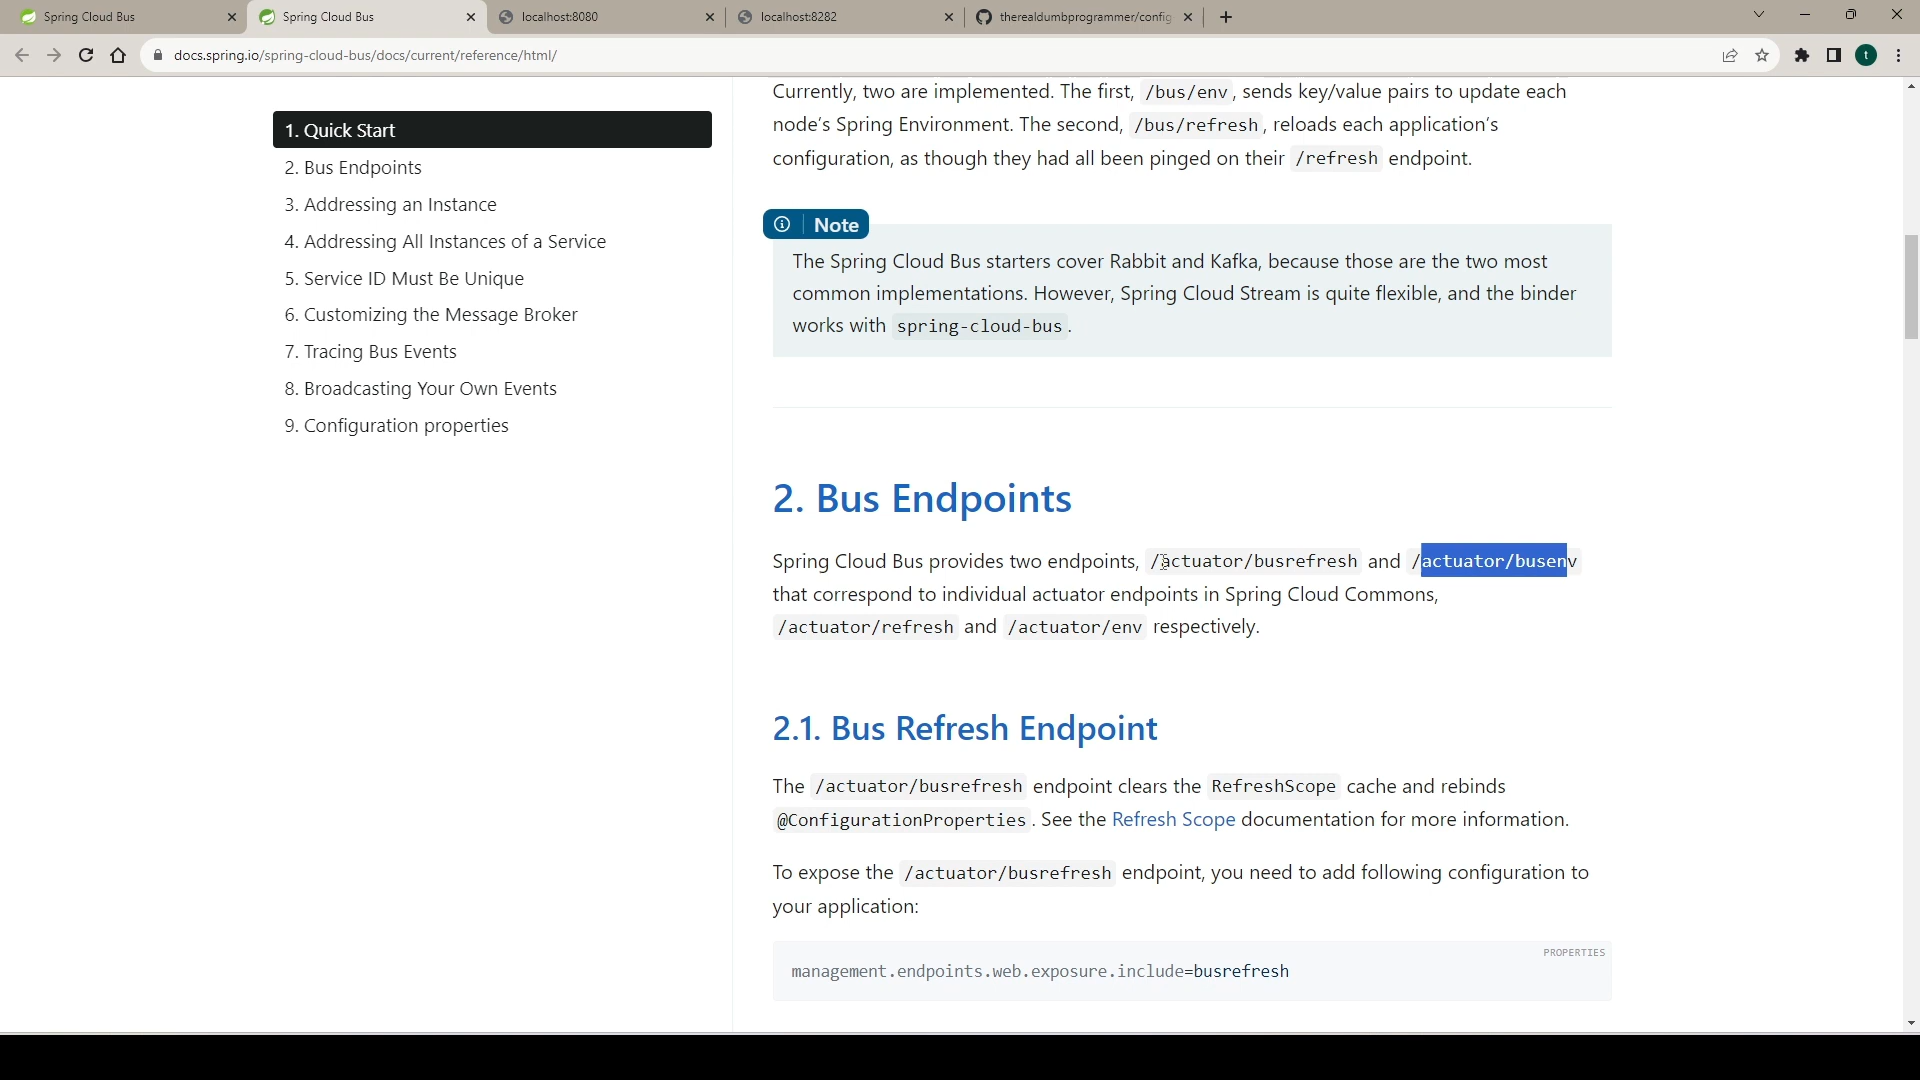 Spring Cloud Bus
Spring Cloud Bus
localhost:8080
localhost:8282
therealdumbprogrammer/config
docs.spring.io/spring-cloud-bus/docs/current/reference/html/
t
1. Quick Start
2. Bus Endpoints
3. Addressing an Instance
4. Addressing All Instances of a Service
5. Service ID Must Be Unique
6. Customizing the Message Broker
7. Tracing Bus Events
8. Broadcasting Your Own Events
9. Configuration properties
Currently, two are implemented. The first, /bus/env, sends key/value pairs to update each
node's Spring Environment. The second, /bus/refresh, reloads each application's
configuration, as though they had all been pinged on their /refresh endpoint.
Note
The Spring Cloud Bus starters cover Rabbit and Kafka, because those are the two most
common implementations. However, Spring Cloud Stream is quite flexible, and the binder
works with spring-cloud-bus.
2. Bus Endpoints
Spring Cloud Bus provides two endpoints, /actuator/busrefresh and /actuator/busenv
that correspond to individual actuator endpoints in Spring Cloud Commons,
/actuator/refresh and /actuator/env respectively.
2.1. Bus Refresh Endpoint
The /actuator/busrefresh endpoint clears the RefreshScope cache and rebinds
@ConfigurationProperties. See the Refresh Scope documentation for more information.
To expose the /actuator/busrefresh endpoint, you need to add following configuration to
your application:
PROPERTIES
management.endpoints.web.exposure.include=busrefresh